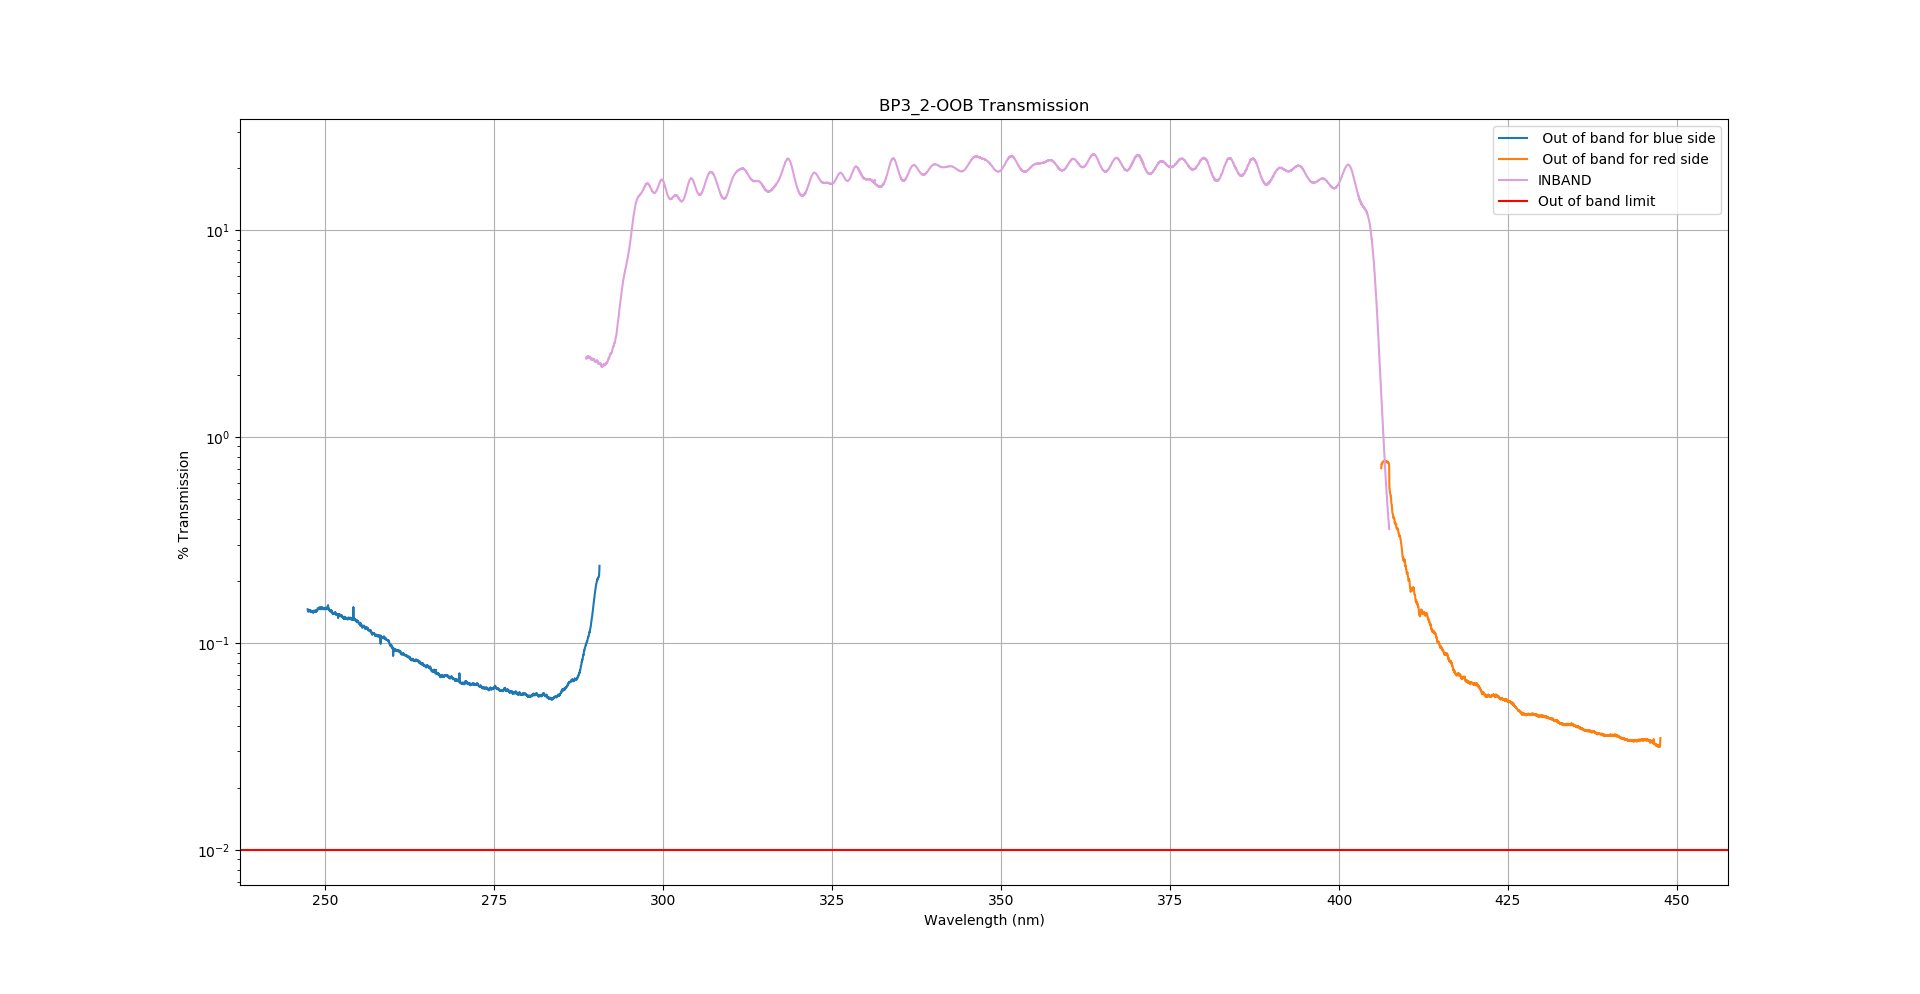 BP3_2-OOB Transmission
Out of band for blue side
Out of band for red side
INBAND
Out of band limit
% Transmission
10¹
10⁰
10⁻¹
10⁻²
250 275 300 325 350 375 400 425 450
Wavelength (nm)